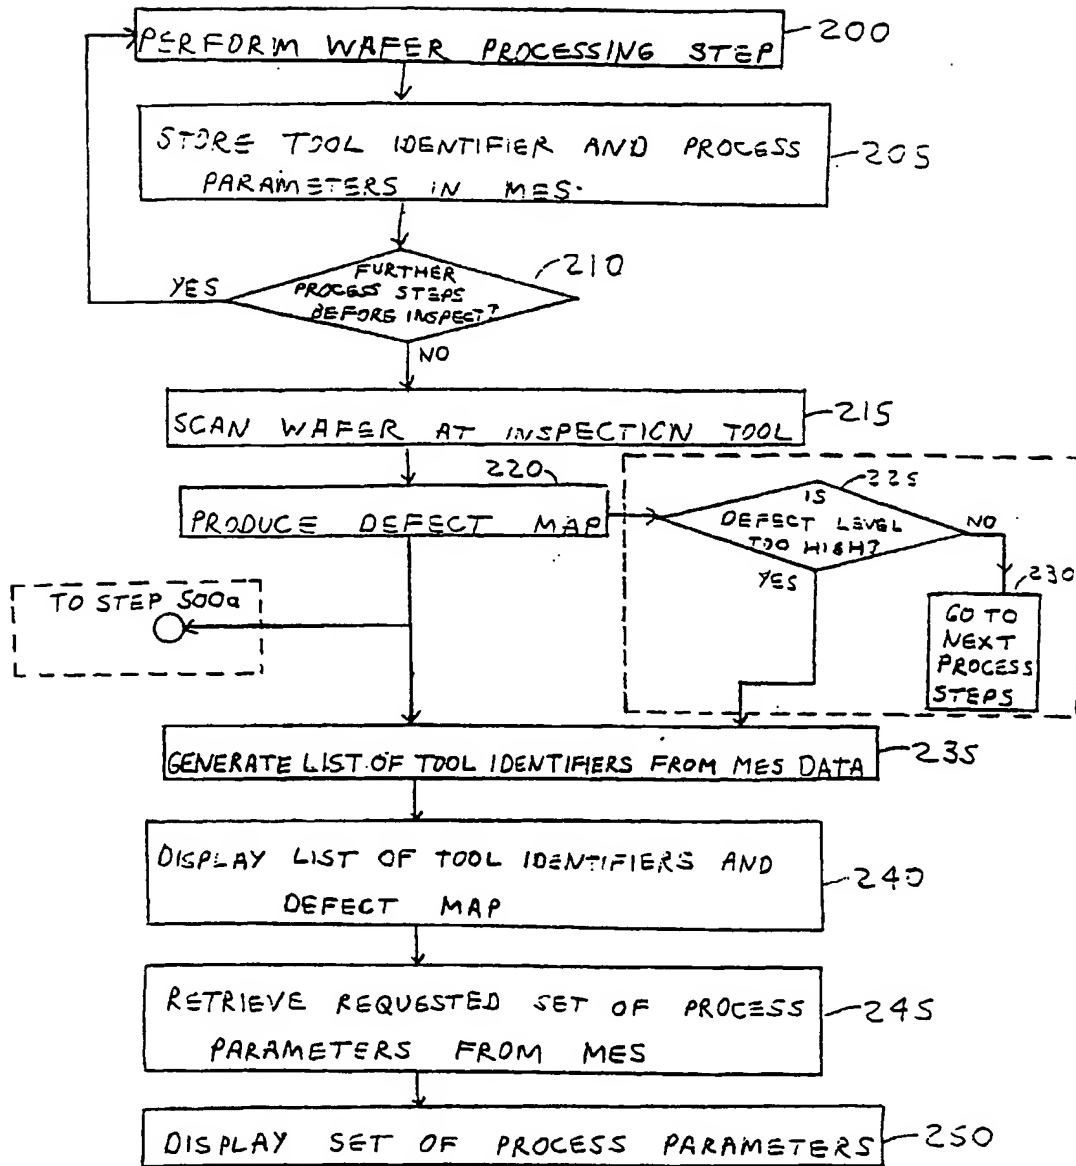 PERFORM WAFER PROCESSING STEP
200
STORE TOOL IDENTIFIER AND PROCESS
PARAMETERS IN MES.
205
FURTHER
PROCESS STEPS
BEFORE INSPECT?
210
YES
NO
SCAN WAFER AT INSPECTION TOOL
215
220
PRODUCE DEFECT MAP
225
IS
DEFECT LEVEL
TOO HIGH?
NO
YES
230
GO TO
NEXT
PROCESS
STEPS
TO STEP 500a
GENERATE LIST OF TOOL IDENTIFIERS FROM MES DATA
235
DISPLAY LIST OF TOOL IDENTIFIERS AND
DEFECT MAP
240
RETRIEVE REQUESTED SET OF PROCESS
PARAMETERS FROM MES
245
DISPLAY SET OF PROCESS PARAMETERS
250